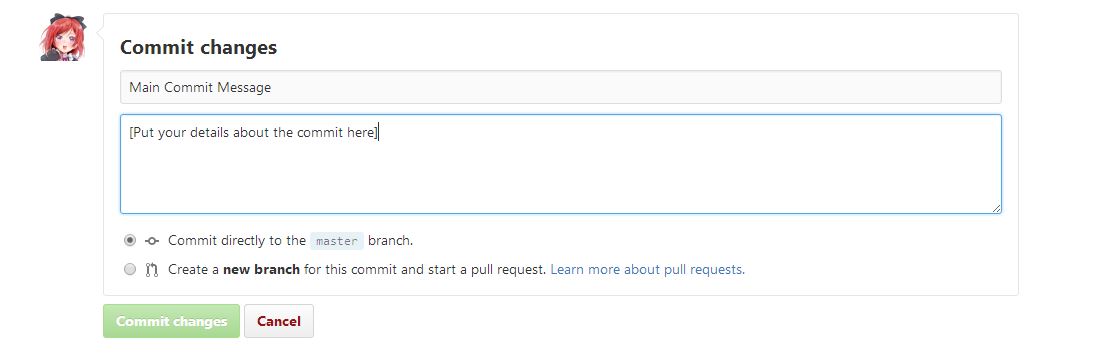 Commit changes
Main Commit Message
[Put your details about the commit here]
Commit directly to the master branch.
Create a new branch for this commit and start a pull request. Learn more about pull requests.
Commit changes Cancel